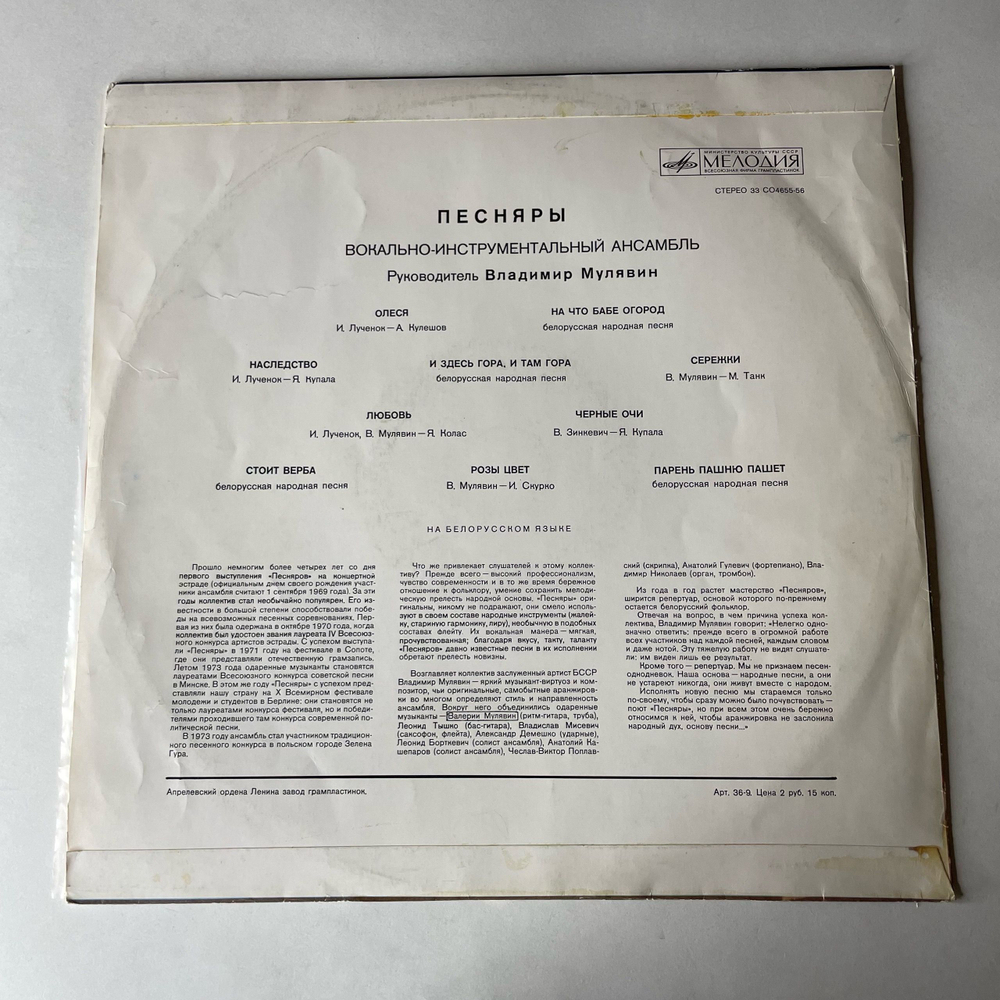 МИНИСТЕРСТВО КУЛЬТУРЫ СССР
МЕЛОДИЯ
ВСЕСОЮЗНАЯ ФИРМА ГРАМПЛАСТИНОК
СТЕРЕО 33 СО4655-56
ПЕСНЯРЫ
ВОКАЛЬНО-ИНСТРУМЕНТАЛЬНЫЙ АНСАМБЛЬ
Руководитель Владимир Мулявин
ОЛЕСЯ
И. Лученок—А. Кулешов
НА ЧТО БАБЕ ОГОРОД
белорусская народная песня
НАСЛЕДСТВО
И. Лученок—Я. Купала
И ЗДЕСЬ ГОРА, И ТАМ ГОРА
белорусская народная песня
СЕРЕЖКИ
В. Мулявин—М. Танк
ЛЮБОВЬ
И. Лученок, В. Мулявин—Я. Колас
ЧЕРНЫЕ ОЧИ
В. Зинкевич—Я. Купала
СТОИТ ВЕРБА
белорусская народная песня
РОЗЫ ЦВЕТ
В. Мулявин—И. Скурко
ПАРЕНЬ ПАШНЮ ПАШЕТ
белорусская народная песня
НА БЕЛОРУССКОМ ЯЗЫКЕ
Прошло немногим более четырех лет со дня
первого выступления «Песняров» на концертной
эстраде (официальным днем своего рождения участ-
ники ансамбля считают 1 сентября 1969 года). За эти
годы коллектив стал необычайно популярен. Его из-
вестности в большой степени способствовали побе-
ды на всевозможных песенных соревнованиях. Пер-
вая из них была одержана в октябре 1970 года, когда
коллектив был удостоен звания лауреата IV Всесоюз-
ного конкурса артистов эстрады. С успехом выступа-
ли «Песняры» в 1971 году на фестивале в Сопоте,
где они представляли отечественную грамзапись.
Летом 1973 года одаренные музыканты становятся
лауреатами Всесоюзного конкурса советской песни
в Минске. В этом же году «Песняры» с успехом пред-
ставляли нашу страну на X Всемирном фестивале
молодежи и студентов в Берлине: они становятся не
только лауреатами конкурса фестиваля, но и победи-
телями проходившего там конкурса современной по-
литической песни.
В 1973 году ансамбль стал участником традицион-
ного песенного конкурса в польском городе Зелена
Гура.
Что же привлекает слушателей к этому коллек-
тиву? Прежде всего—высокий профессионализм,
чувство современности и в то же время бережное
отношение к фольклору, умение сохранить мелоди-
ческую прелесть народной основы. «Песняры» ори-
гинальны, никому не подражают, они смело исполь-
зуют в своем составе народные инструменты (жалей-
ку, старинную гармонику, лиру), необычную в подобных
составах флейту. Их вокальная манера—мягкая,
прочувствованная; благодаря вкусу, такту, таланту
«Песняров» давно известные песни в их исполнении
обретают прелесть новизны.
Возглавляет коллектив заслуженный артист БССР
Владимир Мулявин—яркий музыкант-виртуоз и ком-
позитор, чьи оригинальные, самобытные аранжиров-
ки во многом определяют стиль и направленность
ансамбля. Вокруг него объединились одаренные
музыканты—Валерий Мулявин (ритм-гитара, труба),
Леонид Тышко (бас-гитара), Владислав Мисевич
(саксофон, флейта), Александр Демешко (ударные),
Леонид Борткевич (солист ансамбля), Анатолий Ка-
шепаров (солист ансамбля), Чеслав-Виктор Поплав-
ский (скрипка), Анатолий Гулевич (фортепиано), Вла-
димир Николаев (орган, тромбон).
Из года в год растет мастерство «Песняров»,
ширится репертуар, основой которого по-прежнему
остается белорусский фольклор.
Отвечая на вопрос, в чем причина успеха кол-
лектива, Владимир Мулявин говорит: «Нелегко одно-
значно ответить: прежде всего в огромной работе
всех участников над каждой песней, каждым словом
и даже нотой. Эту тяжелую работу не видят слушате-
ли: им виден лишь ее результат.
Кроме того—репертуар. Мы не признаем песен-
однодневок. Наша основа—народные песни, а они
не устареют никогда, они живут вместе с народом.
Исполнять новую песню мы стараемся только
по-своему, чтобы сразу можно было почувствовать—
поют «Песняры», но при всем этом очень бережно
относимся к ней, чтобы аранжировка не заслонила
народный дух, основу песни...»
Апрелевский ордена Ленина завод грампластинок.
Арт. 36-9. Цена 2 руб. 15 коп.